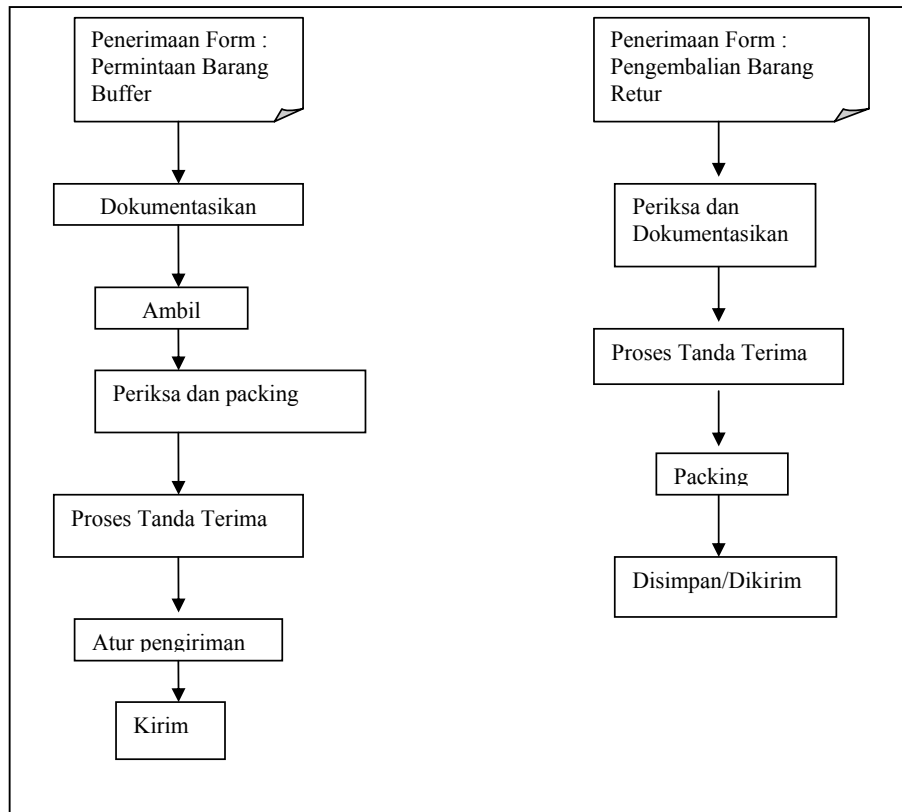 Penerimaan Form :
Permintaan Barang
Buffer
Dokumentasikan
Ambil
Periksa dan packing
Proses Tanda Terima
Atur pengiriman
Kirim
Penerimaan Form :
Pengembalian Barang
Retur
Periksa dan
Dokumentasikan
Proses Tanda Terima
Packing
Disimpan/Dikirim